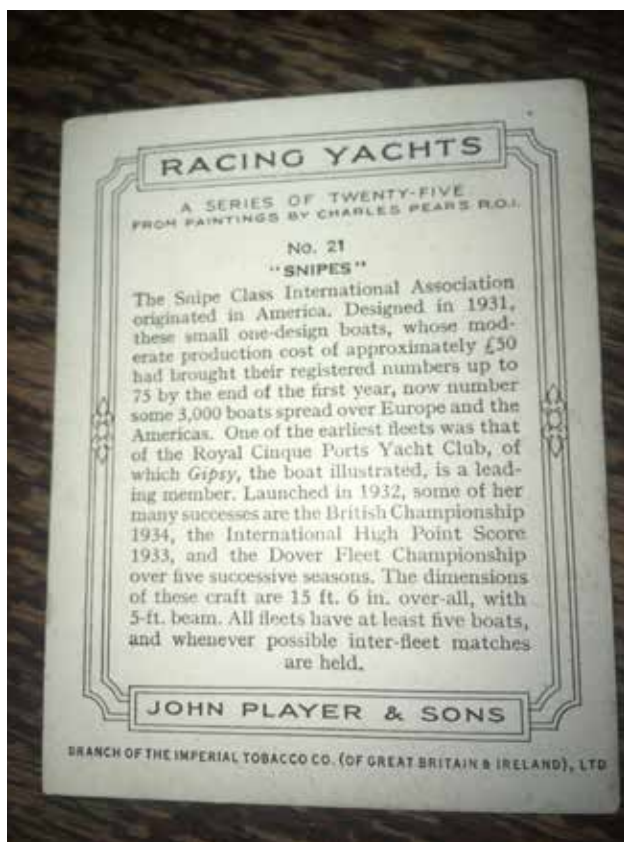 RACING YACHTS
A SERIES OF TWENTY-FIVE
FROM PAINTINGS BY CHARLES PEARS R.O.I.
No. 21
"SNIPES"
The Snipe Class International Association
originated in America. Designed in 1931,
these small one-design boats, whose mod-
erate production cost of approximately £50
had brought their registered numbers up to
75 by the end of the first year, now number
some 3,000 boats spread over Europe and the
Americas. One of the earliest fleets was that
of the Royal Cinque Ports Yacht Club, of
which Gipsy, the boat illustrated, is a lead-
ing member. Launched in 1932, some of her
many successes are the British Championship
1934, the International High Point Score
1933, and the Dover Fleet Championship
over five successive seasons. The dimensions
of these craft are 15 ft. 6 in. over-all, with
5-ft. beam. All fleets have at least five boats,
and whenever possible inter-fleet matches
are held.
JOHN PLAYER & SONS
BRANCH OF THE IMPERIAL TOBACCO CO. (OF GREAT BRITAIN & IRELAND), LTD